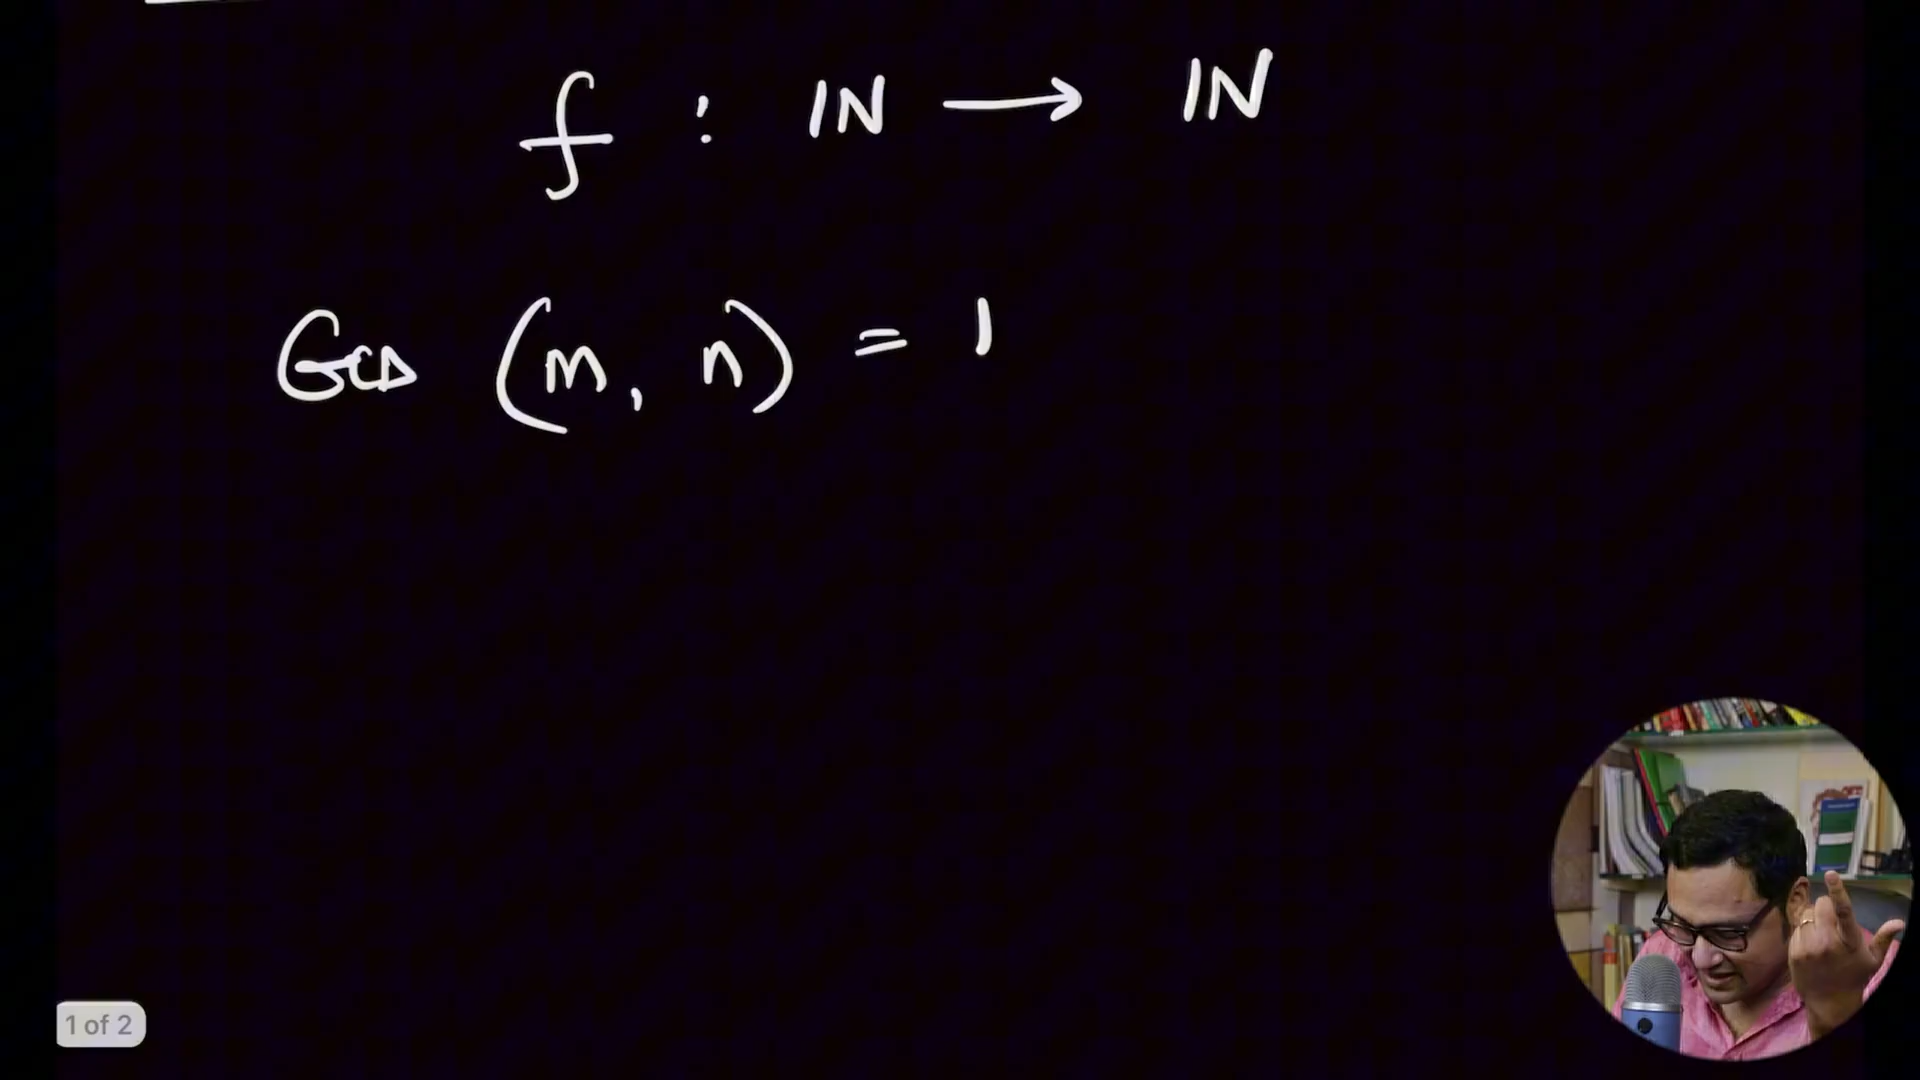 f : IN → IN
GCD (m, n) = 1
1 of 2